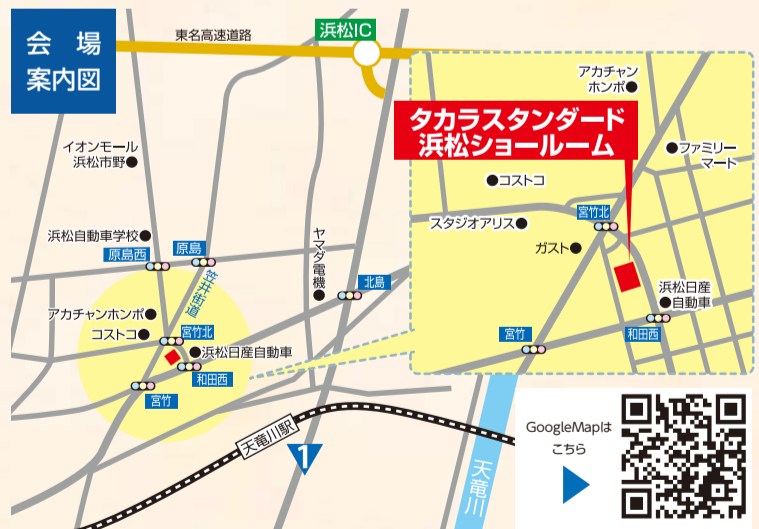 会場
案内図
東名高速道路
浜松IC
イオンモール
浜松市野
浜松自動車学校
原島西
原島
笠井街道
ヤマダ電機
北島
アカチャンホンポ
コストコ
宮竹北
浜松日産自動車
和田西
宮竹
天竜川駅
1
天竜川
アカチャン
ホンポ
タカラスタンダード
浜松ショールーム
ファミリー
マート
コストコ
スタジオアリス
宮竹北
ガスト
浜松日産
自動車
宮竹
和田西
GoogleMapは
こちら